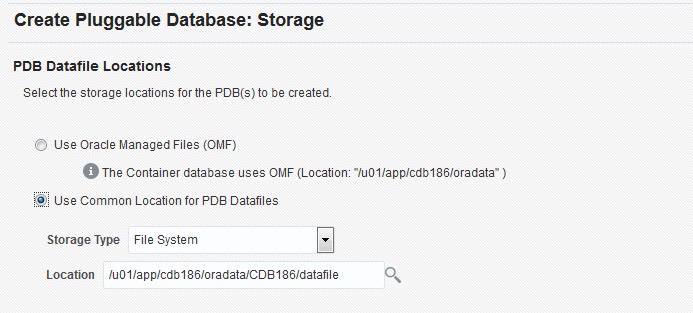 Create Pluggable Database: Storage
PDB Datafile Locations
Select the storage locations for the PDB(s) to be created.
Use Oracle Managed Files (OMF)
The Container database uses OMF (Location: "/u01/app/cdb186/oradata" )
Use Common Location for PDB Datafiles
Storage Type File System
Location /u01/app/cdb186/oradata/CDB186/datafile